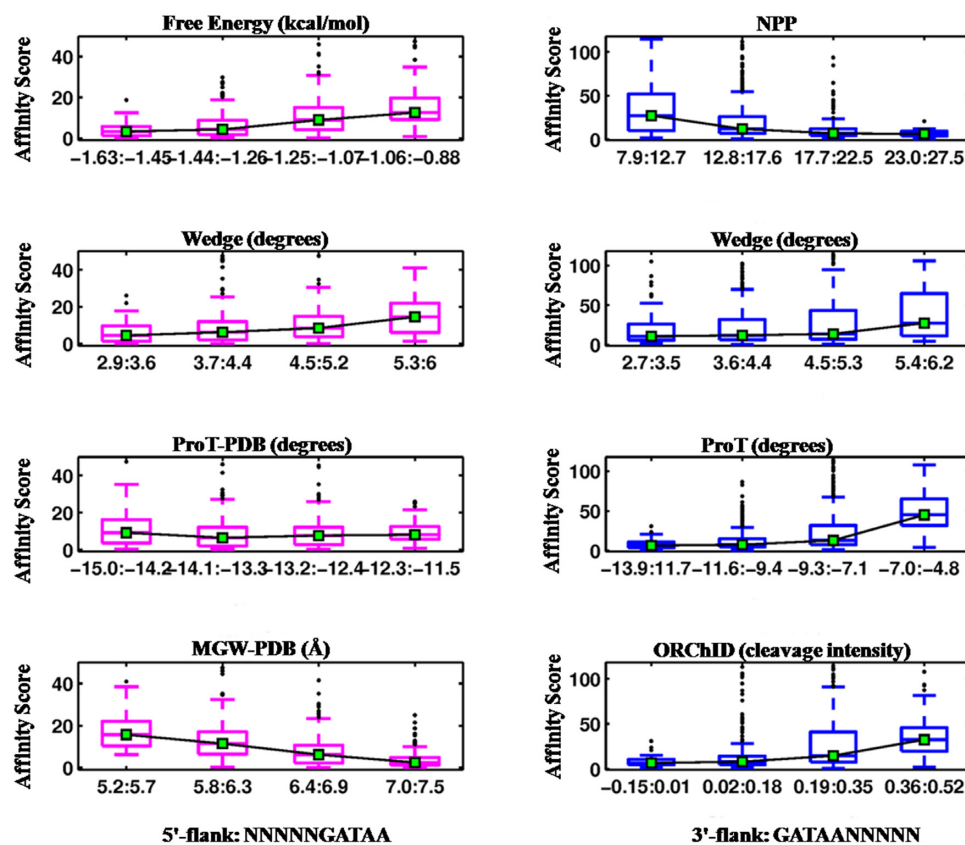 Free Energy (kcal/mol)
Affinity Score
40
20
0
−1.63:−1.45 −1.44:−1.26 −1.25:−1.07 −1.06:−0.88
NPP
Affinity Score
100
50
0
7.9:12.7 12.8:17.6 17.7:22.5 23.0:27.5
Wedge (degrees)
Affinity Score
40
20
0
2.9:3.6 3.7:4.4 4.5:5.2 5.3:6
Wedge (degrees)
Affinity Score
100
50
0
2.7:3.5 3.6:4.4 4.5:5.3 5.4:6.2
ProT-PDB (degrees)
Affinity Score
40
20
0
−15.0:−14.2 −14.1:−13.3 −13.2:−12.4 −12.3:−11.5
ProT (degrees)
Affinity Score
100
50
0
−13.9:11.7 −11.6:−9.4 −9.3:−7.1 −7.0:−4.8
MGW-PDB (Å)
Affinity Score
40
20
0
5.2:5.7 5.8:6.3 6.4:6.9 7.0:7.5
ORChID (cleavage intensity)
Affinity Score
100
50
0
−0.15:0.01 0.02:0.18 0.19:0.35 0.36:0.52
5'-flank: NNNNNGATAA
3'-flank: GATAANNNNN